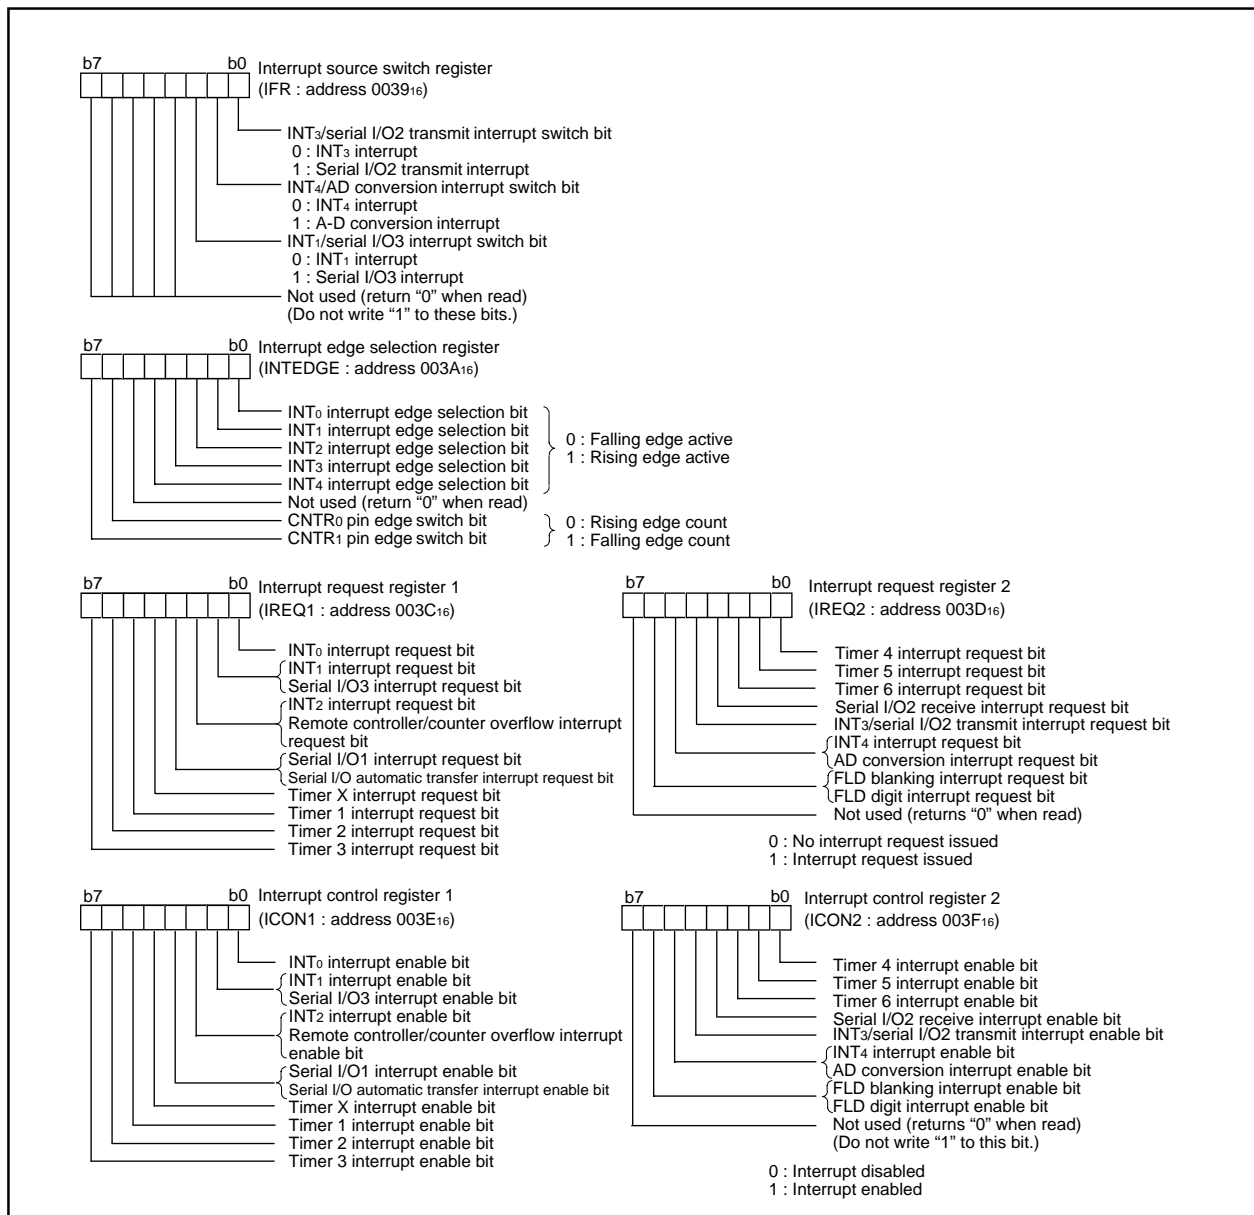 b7 b0 Interrupt source switch register
(IFR : address 003916)
INT3/serial I/O2 transmit interrupt switch bit
0 : INT3 interrupt
1 : Serial I/O2 transmit interrupt
INT4/AD conversion interrupt switch bit
0 : INT4 interrupt
1 : A-D conversion interrupt
INT1/serial I/O3 interrupt switch bit
0 : INT1 interrupt
1 : Serial I/O3 interrupt
Not used (return “0” when read)
(Do not write “1” to these bits.)
b7 b0 Interrupt edge selection register
(INTEDGE : address 003A16)
INT0 interrupt edge selection bit
INT1 interrupt edge selection bit
INT2 interrupt edge selection bit
INT3 interrupt edge selection bit
INT4 interrupt edge selection bit
0 : Falling edge active
1 : Rising edge active
Not used (return “0” when read)
CNTR0 pin edge switch bit
CNTR1 pin edge switch bit
0 : Rising edge count
1 : Falling edge count
b7 b0 Interrupt request register 1
(IREQ1 : address 003C16)
INT0 interrupt request bit
INT1 interrupt request bit
Serial I/O3 interrupt request bit
INT2 interrupt request bit
Remote controller/counter overflow interrupt
request bit
Serial I/O1 interrupt request bit
Serial I/O automatic transfer interrupt request bit
Timer X interrupt request bit
Timer 1 interrupt request bit
Timer 2 interrupt request bit
Timer 3 interrupt request bit
b7 b0 Interrupt request register 2
(IREQ2 : address 003D16)
Timer 4 interrupt request bit
Timer 5 interrupt request bit
Timer 6 interrupt request bit
Serial I/O2 receive interrupt request bit
INT3/serial I/O2 transmit interrupt request bit
INT4 interrupt request bit
AD conversion interrupt request bit
FLD blanking interrupt request bit
FLD digit interrupt request bit
Not used (returns “0” when read)
0 : No interrupt request issued
1 : Interrupt request issued
b7 b0 Interrupt control register 1
(ICON1 : address 003E16)
INT0 interrupt enable bit
INT1 interrupt enable bit
Serial I/O3 interrupt enable bit
INT2 interrupt enable bit
Remote controller/counter overflow interrupt
enable bit
Serial I/O1 interrupt enable bit
Serial I/O automatic transfer interrupt enable bit
Timer X interrupt enable bit
Timer 1 interrupt enable bit
Timer 2 interrupt enable bit
Timer 3 interrupt enable bit
b7 b0 Interrupt control register 2
(ICON2 : address 003F16)
Timer 4 interrupt enable bit
Timer 5 interrupt enable bit
Timer 6 interrupt enable bit
Serial I/O2 receive interrupt enable bit
INT3/serial I/O2 transmit interrupt enable bit
INT4 interrupt enable bit
AD conversion interrupt enable bit
FLD blanking interrupt enable bit
FLD digit interrupt enable bit
Not used (returns “0” when read)
(Do not write “1” to this bit.)
0 : Interrupt disabled
1 : Interrupt enabled